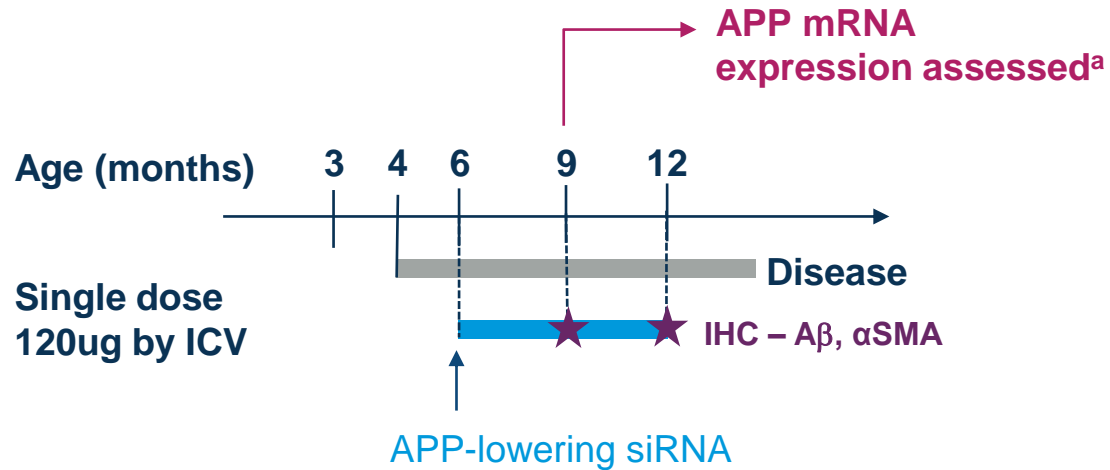 APP mRNA
expression assessedᵃ
Age (months)
3 4 6 9 12
Disease
Single dose
120ug by ICV
IHC – Aβ, αSMA
APP-lowering siRNA